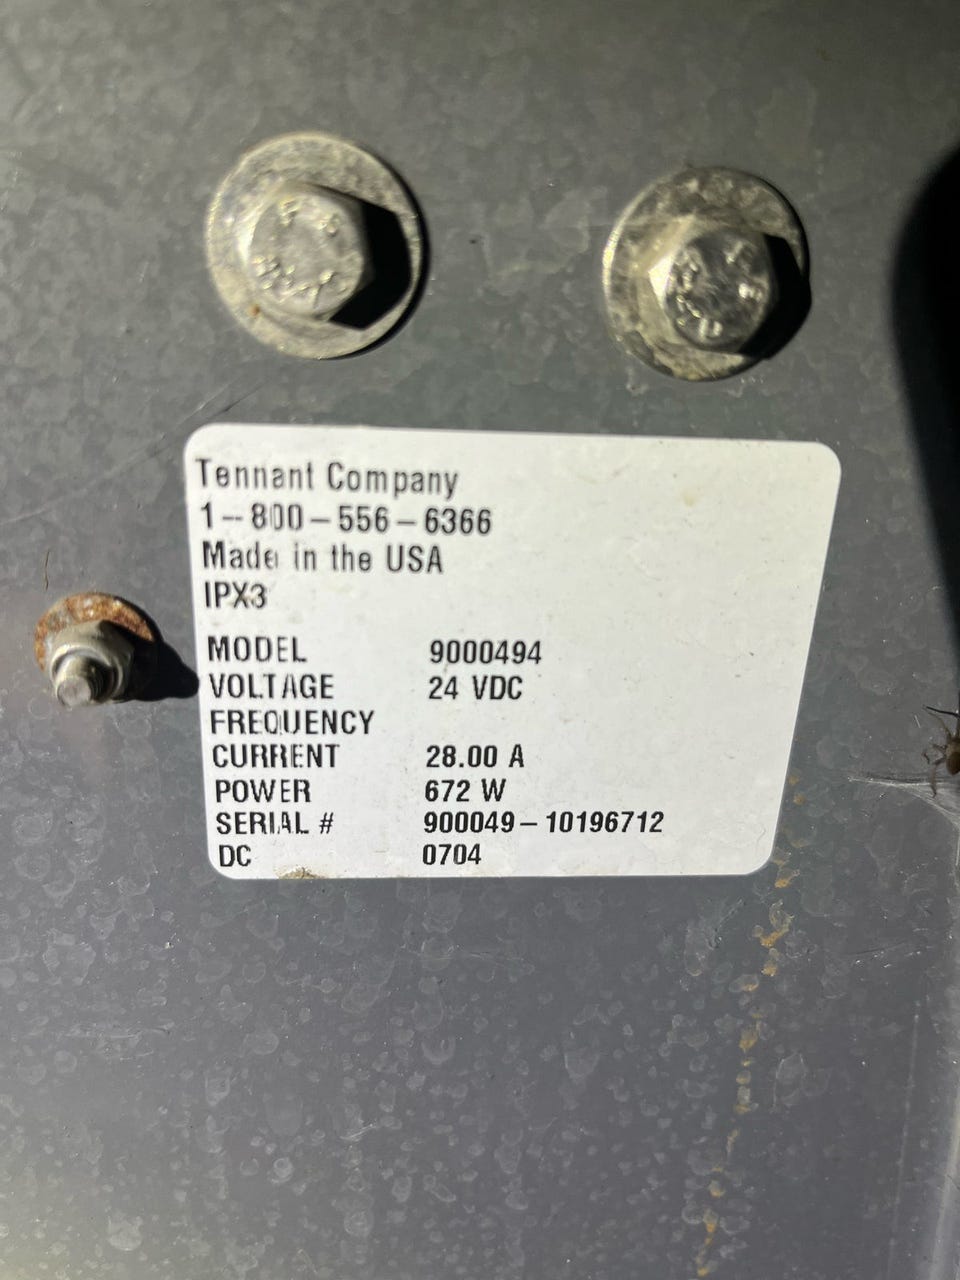 Tennant Company
1-800-556-6366
Made in the USA
IPX3
MODEL 9000494
VOLTAGE 24 VDC
FREQUENCY
CURRENT 28.00 A
POWER 672 W
SERIAL # 900049-10196712
DC 0704